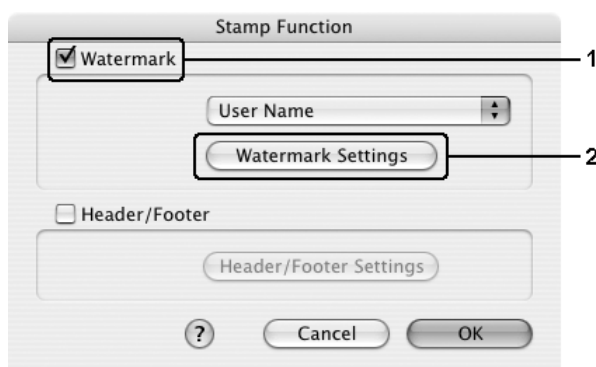 Stamp Function
Watermark
1
User Name
Watermark Settings
2
Header/Footer
Header/Footer Settings
? Cancel OK